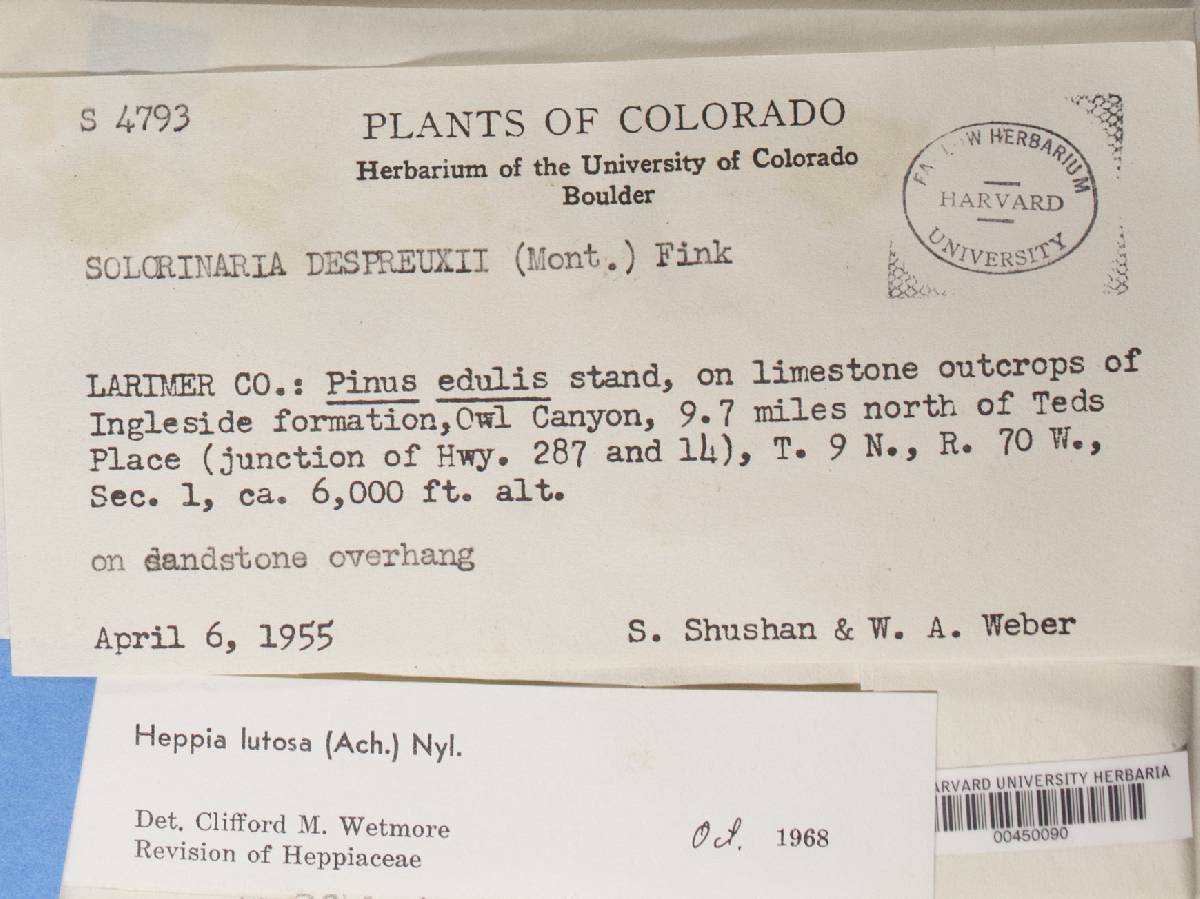 S 4793
PLANTS OF COLORADO
Herbarium of the University of Colorado
Boulder
HERBARIUM
HARVARD
UNIVERSITY
SOLORINARIA DESPREUXII (Mont.) Fink
LARIMER CO.: Pinus edulis stand, on limestone outcrops of
Ingleside formation, Owl Canyon, 9.7 miles north of Teds
Place (junction of Hwy. 287 and 14), T. 9 N., R. 70 W.,
Sec. 1, ca. 6,000 ft. alt.
on sandstone overhang
April 6, 1955
S. Shushan & W. A. Weber
Heppia lutosa (Ach.) Nyl.
Det. Clifford M. Wetmore
Oct. 1968
Revision of Heppiaceae
ARVARD UNIVERSITY HERBARIA
00450090